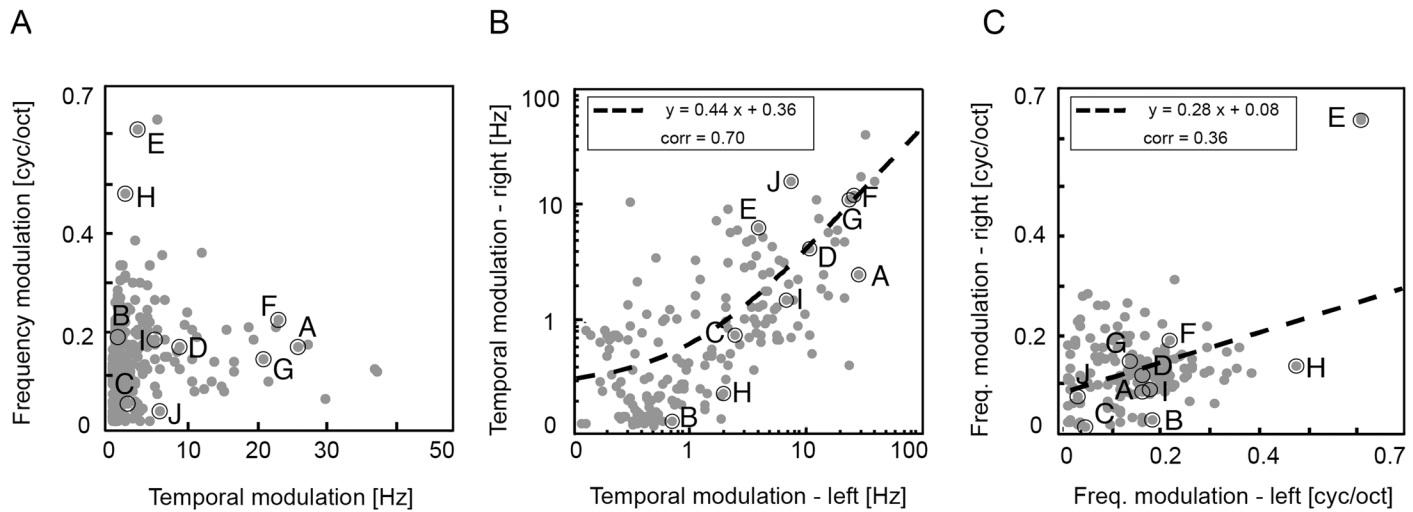 A
Frequency modulation [cyc/oct]
0.7
0.4
0.2
0
E
H
B
I
D
F
A
G
C
J
0
10
20
30
50
Temporal modulation [Hz]
B
Temporal modulation - right [Hz]
100
10
1
0
y = 0.44 x + 0.36
corr = 0.70
J
E
F
G
D
A
I
C
H
B
0
1
10
100
Temporal modulation - left [Hz]
C
Freq. modulation - right [cyc/oct]
0.7
0.4
0.2
0
y = 0.28 x + 0.08
corr = 0.36
E
F
G
D
H
J
A
I
C
B
0
0.2
0.4
0.7
Freq. modulation - left [cyc/oct]